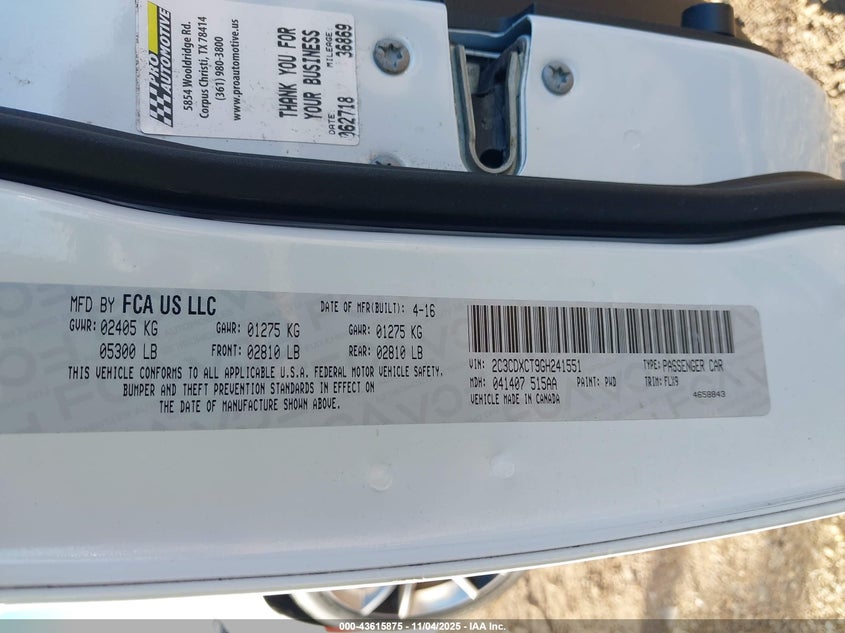 PRO
AUTOMOTIVE
5854 Wooldridge Rd.
Corpus Christi, TX 78414
(361) 980-3800
www.proautomotive.us
THANK YOU FOR
YOUR BUSINESS
DATE MILEAGE
062718 36869
MFD BY FCA US LLC DATE OF MFR(BUILT): 4-16
GVWR: 02405 KG GAWR: 01275 KG GAWR: 01275 KG
05300 LB FRONT: 02810 LB REAR: 02810 LB
THIS VEHICLE CONFORMS TO ALL APPLICABLE U.S.A. FEDERAL MOTOR VEHICLE SAFETY,
BUMPER AND THEFT PREVENTION STANDARDS IN EFFECT ON
THE DATE OF MANUFACTURE SHOWN ABOVE.
VIN: 2C3CDXCT9GH241551 TYPE: PASSENGER CAR
MDH: 041407 515AA PAINT: PWD TRIM: FLX9
VEHICLE MADE IN CANADA 4658843
000-43615875 - 11/04/2025 - IAA Inc.